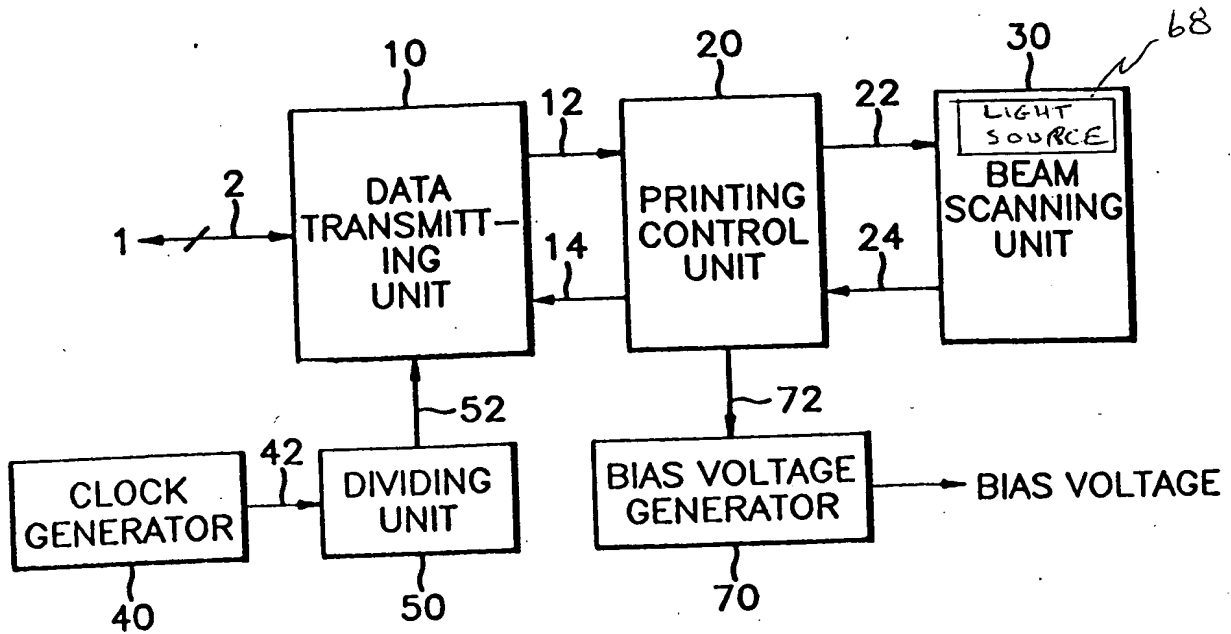 68
10
20
30
12
22
LIGHT
SOURCE
2
DATA
TRANSMITT-
ING
UNIT
PRINTING
CONTROL
UNIT
BEAM
SCANNING
UNIT
1
14
24
52
72
42
CLOCK
GENERATOR
DIVIDING
UNIT
BIAS VOLTAGE
GENERATOR
BIAS VOLTAGE
40
50
70